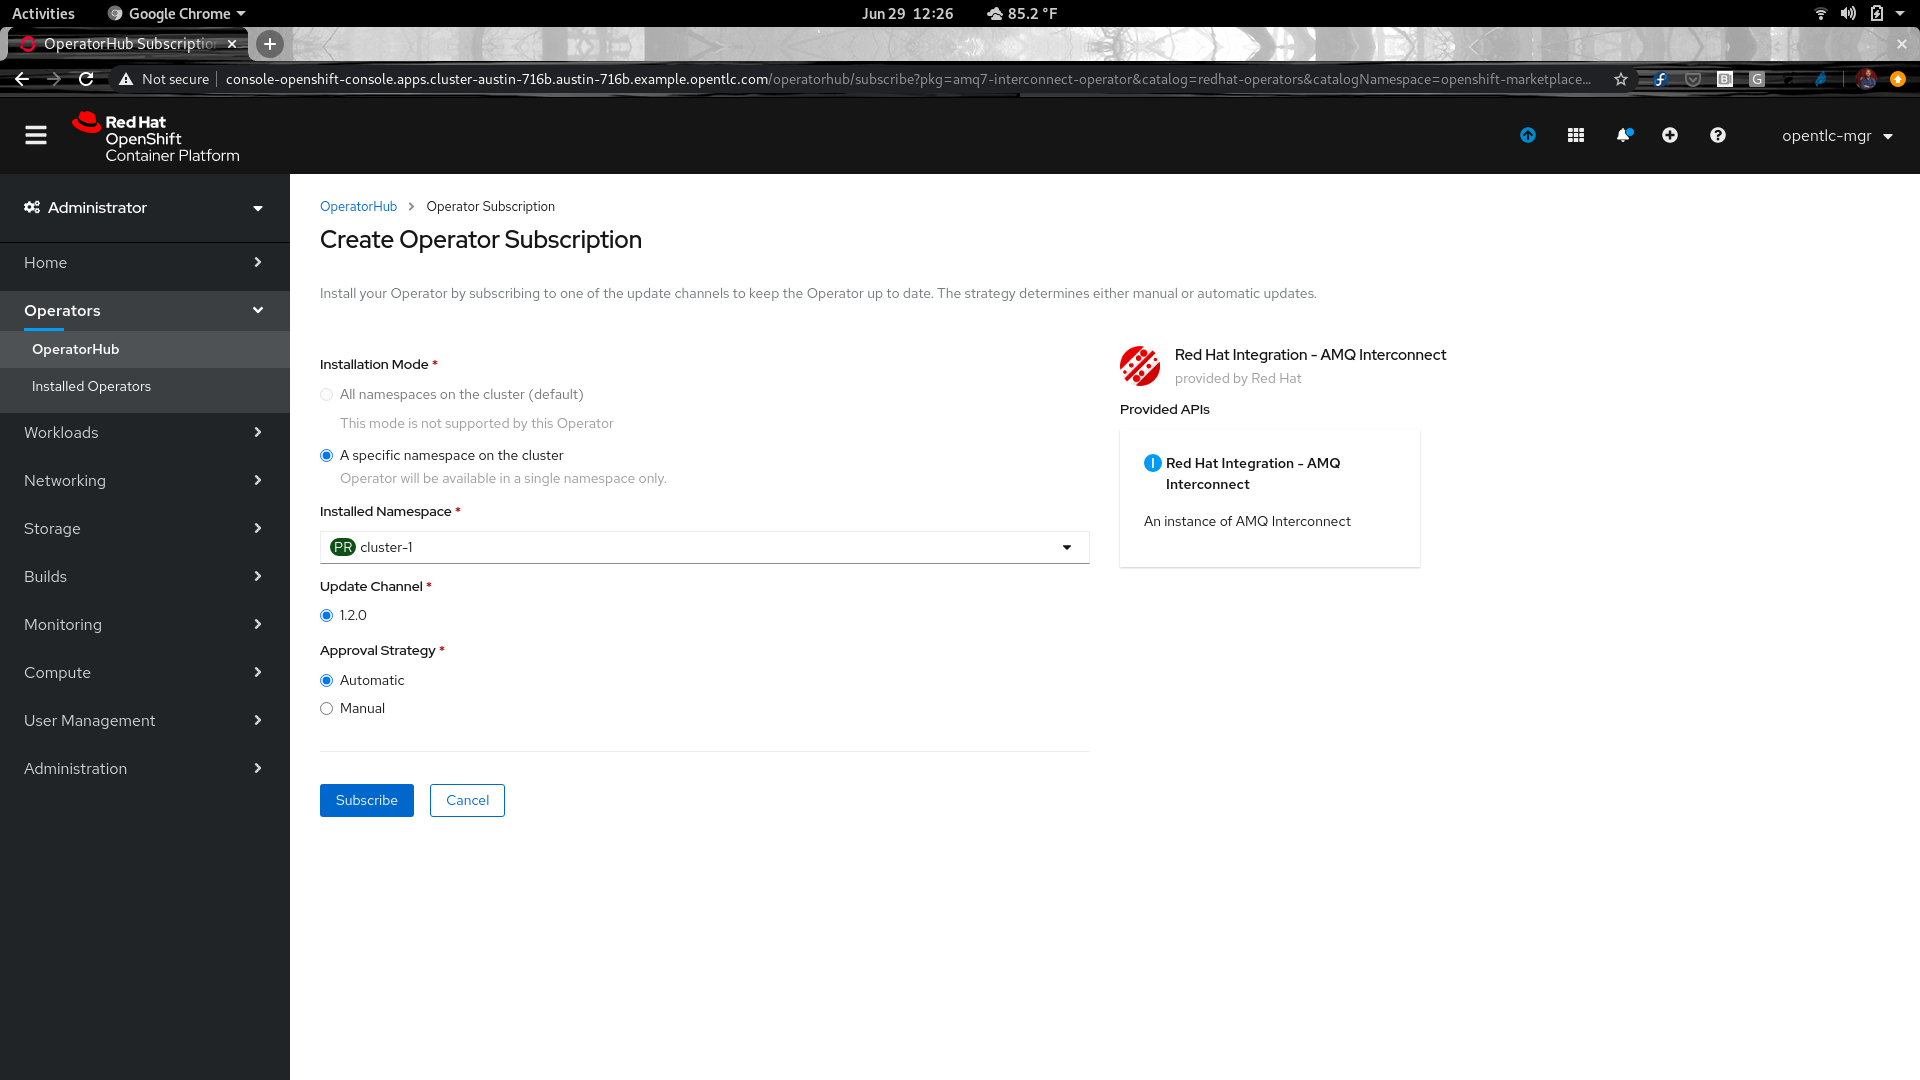 Activities
Google Chrome
Jun 29 12:26
85.2 °F
OperatorHub Subscriptio
Not secure
console-openshift-console.apps.cluster-austin-716b.austin-716b.example.opentlc.com/operatorhub/subscribe?pkg=amq7-interconnect-operator&catalog=redhat-operators&catalogNamespace=openshift-marketplace...
Red Hat
OpenShift
Container Platform
opentlc-mgr
Administrator
Home
Operators
OperatorHub
Installed Operators
Workloads
Networking
Storage
Builds
Monitoring
Compute
User Management
Administration
OperatorHub > Operator Subscription
Create Operator Subscription
Install your Operator by subscribing to one of the update channels to keep the Operator up to date. The strategy determines either manual or automatic updates.
Installation Mode *
All namespaces on the cluster (default)
This mode is not supported by this Operator
A specific namespace on the cluster
Operator will be available in a single namespace only.
Installed Namespace *
PR cluster-1
Update Channel *
1.2.0
Approval Strategy *
Automatic
Manual
Subscribe
Cancel
Red Hat Integration - AMQ Interconnect
provided by Red Hat
Provided APIs
I Red Hat Integration - AMQ
Interconnect
An instance of AMQ Interconnect